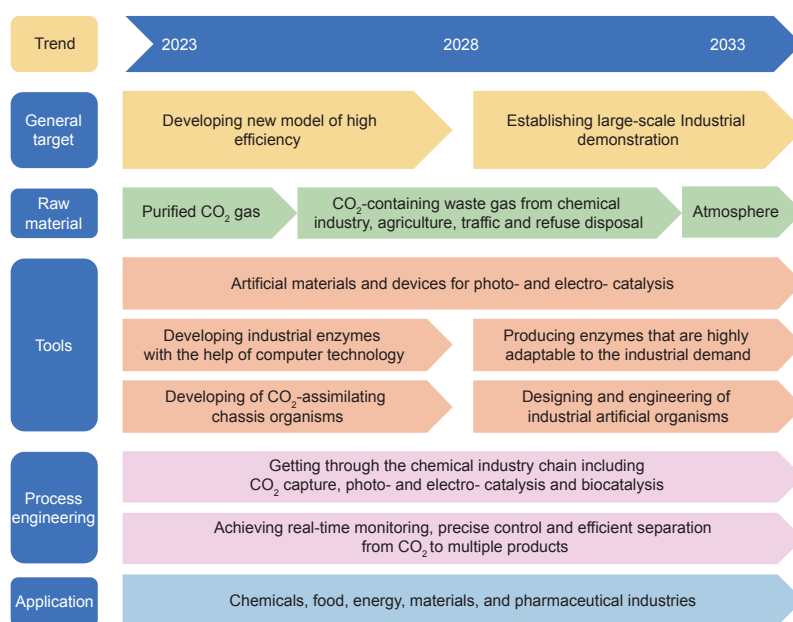 Trend
2023 2028 2033
General
target
Developing new model of high
efficiency
Establishing large-scale Industrial
demonstration
Raw
material
Purified CO₂ gas
CO₂-containing waste gas from chemical
industry, agriculture, traffic and refuse disposal
Atmosphere
Tools
Artificial materials and devices for photo- and electro- catalysis
Developing industrial enzymes
with the help of computer technology
Producing enzymes that are highly
adaptable to the industrial demand
Developing of CO₂-assimilating
chassis organisms
Designing and engineering of
industrial artificial organisms
Process
engineering
Getting through the chemical industry chain including
CO₂ capture, photo- and electro- catalysis and biocatalysis
Achieving real-time monitoring, precise control and efficient separation
from CO₂ to multiple products
Application
Chemicals, food, energy, materials, and pharmaceutical industries